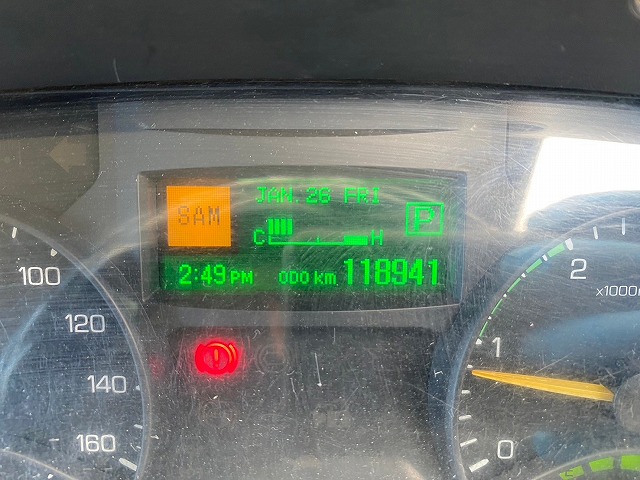 JAN. 26 FRI
SAM
P
C H
2:49 PM ODO km 118941
100
120
140
160
2
x1000r
1
0